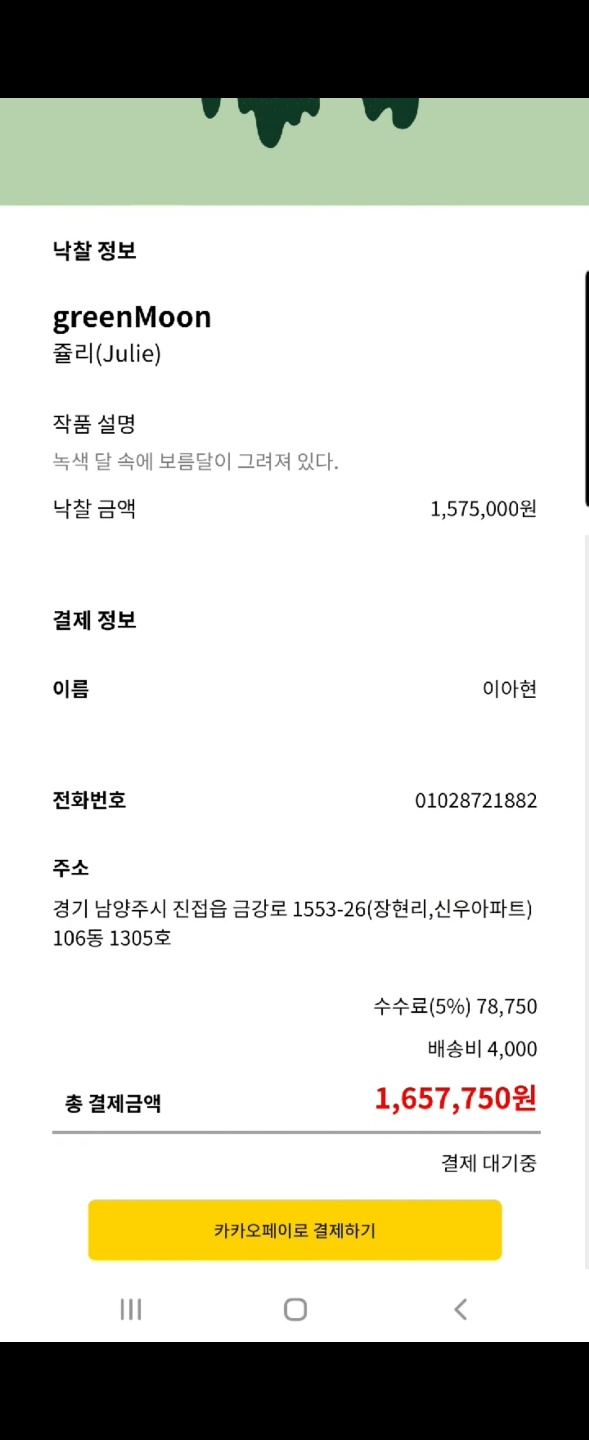 낙찰 정보
greenMoon
쥴리(Julie)
작품 설명
녹색 달 속에 보름달이 그려져 있다.
낙찰 금액 1,575,000원
결제 정보
이름 이아현
전화번호 01028721882
주소
경기 남양주시 진접읍 금강로 1553-26(장현리,신우아파트)
106동 1305호
수수료(5%) 78,750
배송비 4,000
총 결제금액 1,657,750원
결제 대기중
카카오페이로 결제하기